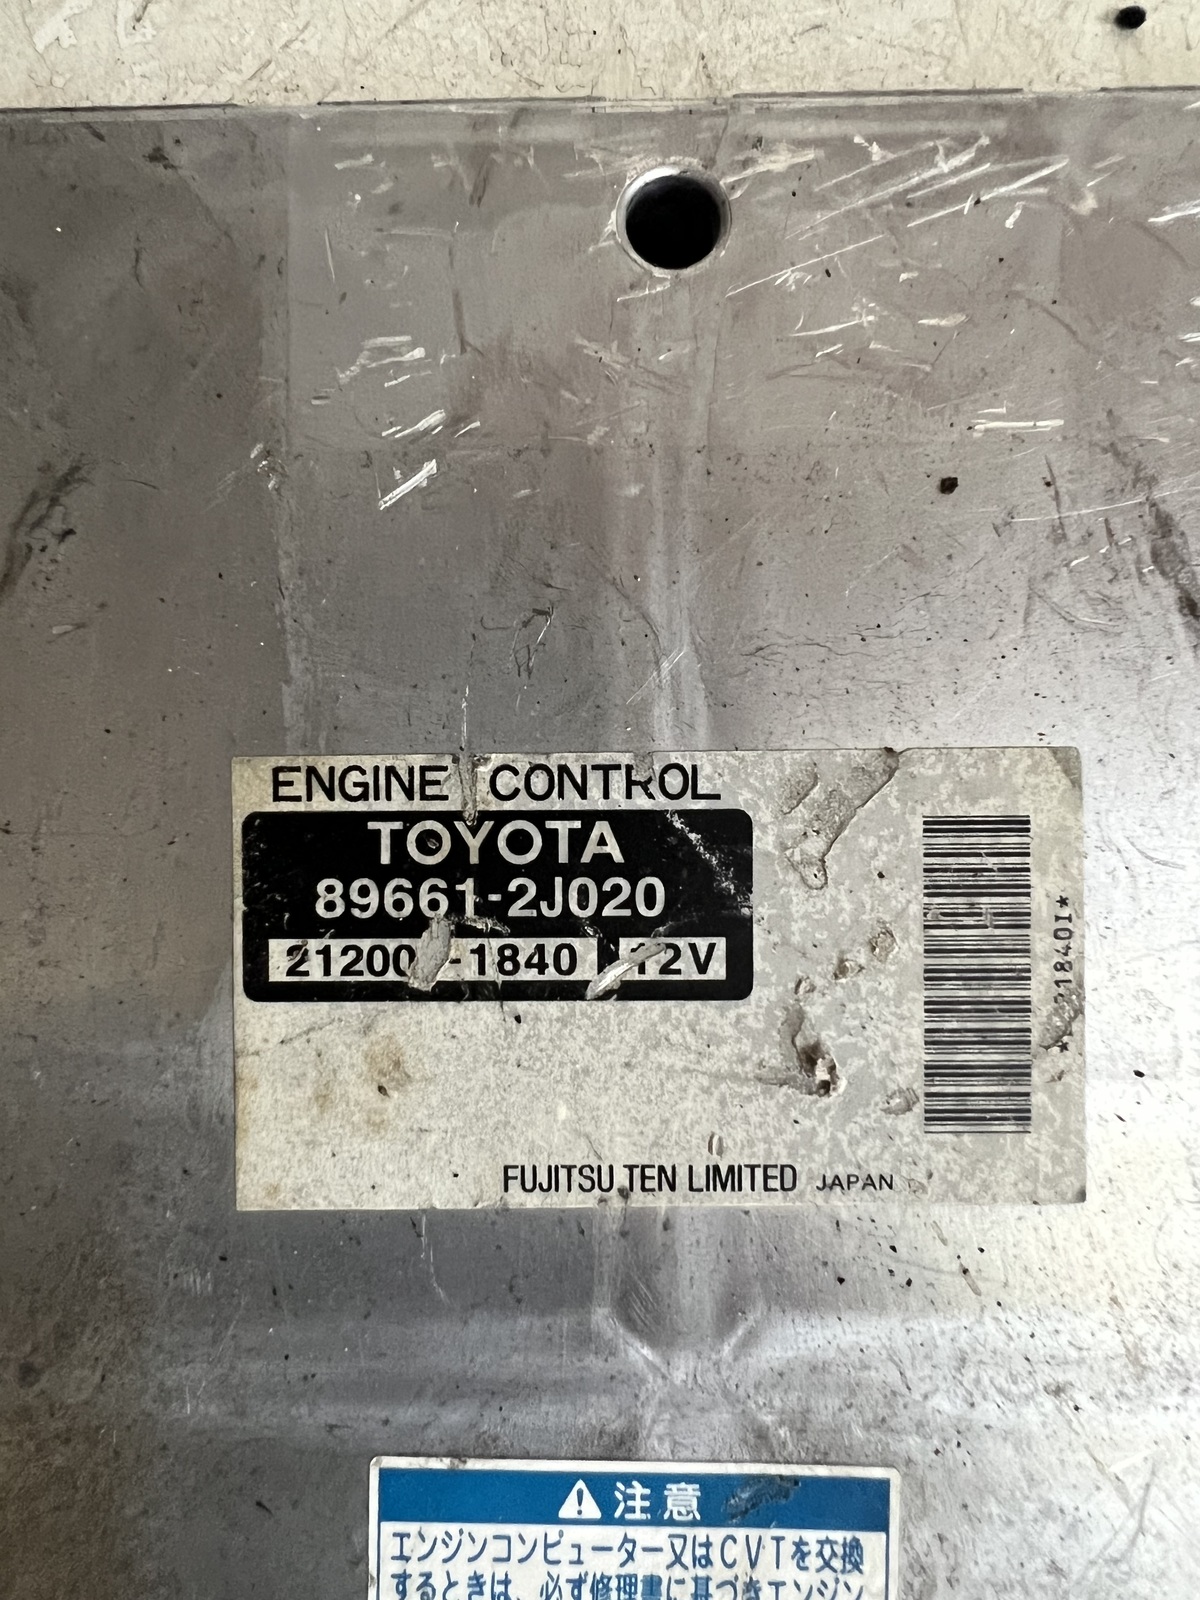 ENGINE CONTROL
TOYOTA
89661-2J020
-1840 12V
FUJITSU TEN LIMITED JAPAN
注意
エンジンコンピューター又はCVTを交換
するときは、必ず修理書に基づきエンジン